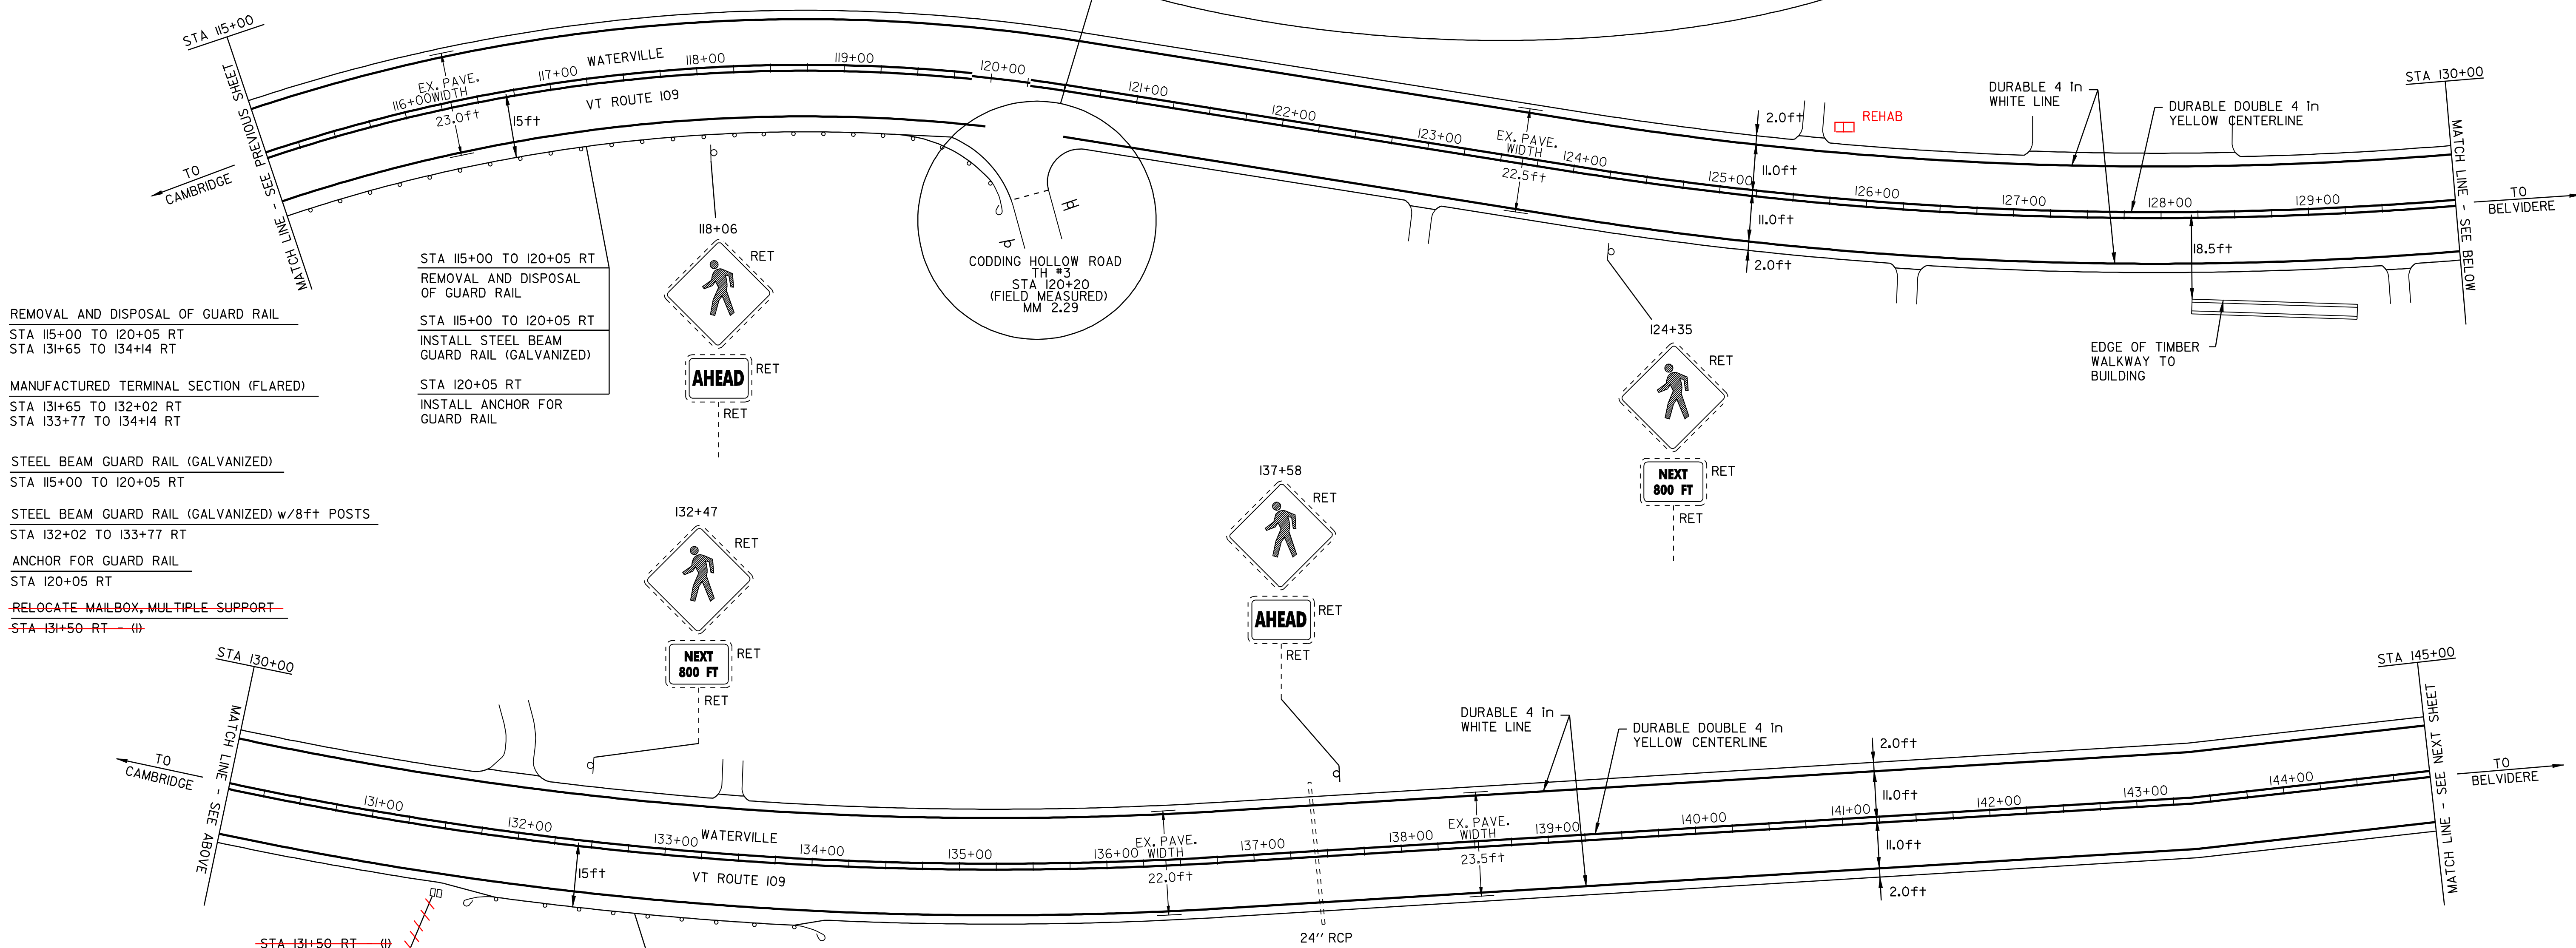 STA 115+00
MATCH LINE - SEE PREVIOUS SHEET
TO
CAMBRIDGE
EX. PAVE.
WIDTH
23.0ft
116+00
117+00
WATERVILLE
118+00
119+00
120+00
121+00
122+00
123+00
124+00
125+00
126+00
127+00
128+00
129+00
VT ROUTE 109
15ft
EX. PAVE.
WIDTH
22.5ft
2.0ft
11.0ft
11.0ft
2.0ft
REHAB
DURABLE 4 in
WHITE LINE
DURABLE DOUBLE 4 in
YELLOW CENTERLINE
STA 130+00
MATCH LINE - SEE BELOW
TO
BELVIDERE
18.5ft
EDGE OF TIMBER
WALKWAY TO
BUILDING
CODDING HOLLOW ROAD
TH #3
STA 120+20
(FIELD MEASURED)
MM 2.29
118+06
RET
AHEAD
RET
RET
STA 115+00 TO 120+05 RT
REMOVAL AND DISPOSAL
OF GUARD RAIL
STA 115+00 TO 120+05 RT
INSTALL STEEL BEAM
GUARD RAIL (GALVANIZED)
STA 120+05 RT
INSTALL ANCHOR FOR
GUARD RAIL
124+35
RET
NEXT
800 FT
RET
RET
REMOVAL AND DISPOSAL OF GUARD RAIL
STA 115+00 TO 120+05 RT
STA 131+65 TO 134+14 RT
MANUFACTURED TERMINAL SECTION (FLARED)
STA 131+65 TO 132+02 RT
STA 133+77 TO 134+14 RT
STEEL BEAM GUARD RAIL (GALVANIZED)
STA 115+00 TO 120+05 RT
STEEL BEAM GUARD RAIL (GALVANIZED) w/8ft POSTS
STA 132+02 TO 133+77 RT
ANCHOR FOR GUARD RAIL
STA 120+05 RT
RELOCATE MAILBOX, MULTIPLE SUPPORT
STA 131+50 RT - (1)
132+47
RET
NEXT
800 FT
RET
RET
137+58
RET
AHEAD
RET
RET
STA 130+00
MATCH LINE - SEE ABOVE
TO
CAMBRIDGE
131+00
132+00
133+00
WATERVILLE
134+00
135+00
136+00
137+00
138+00
139+00
140+00
141+00
142+00
143+00
144+00
15ft
VT ROUTE 109
EX. PAVE.
WIDTH
22.0ft
EX. PAVE.
WIDTH
23.5ft
DURABLE 4 in
WHITE LINE
DURABLE DOUBLE 4 in
YELLOW CENTERLINE
2.0ft
11.0ft
11.0ft
2.0ft
STA 145+00
MATCH LINE - SEE NEXT SHEET
TO
BELVIDERE
24'' RCP
STA 131+50 RT - (1)